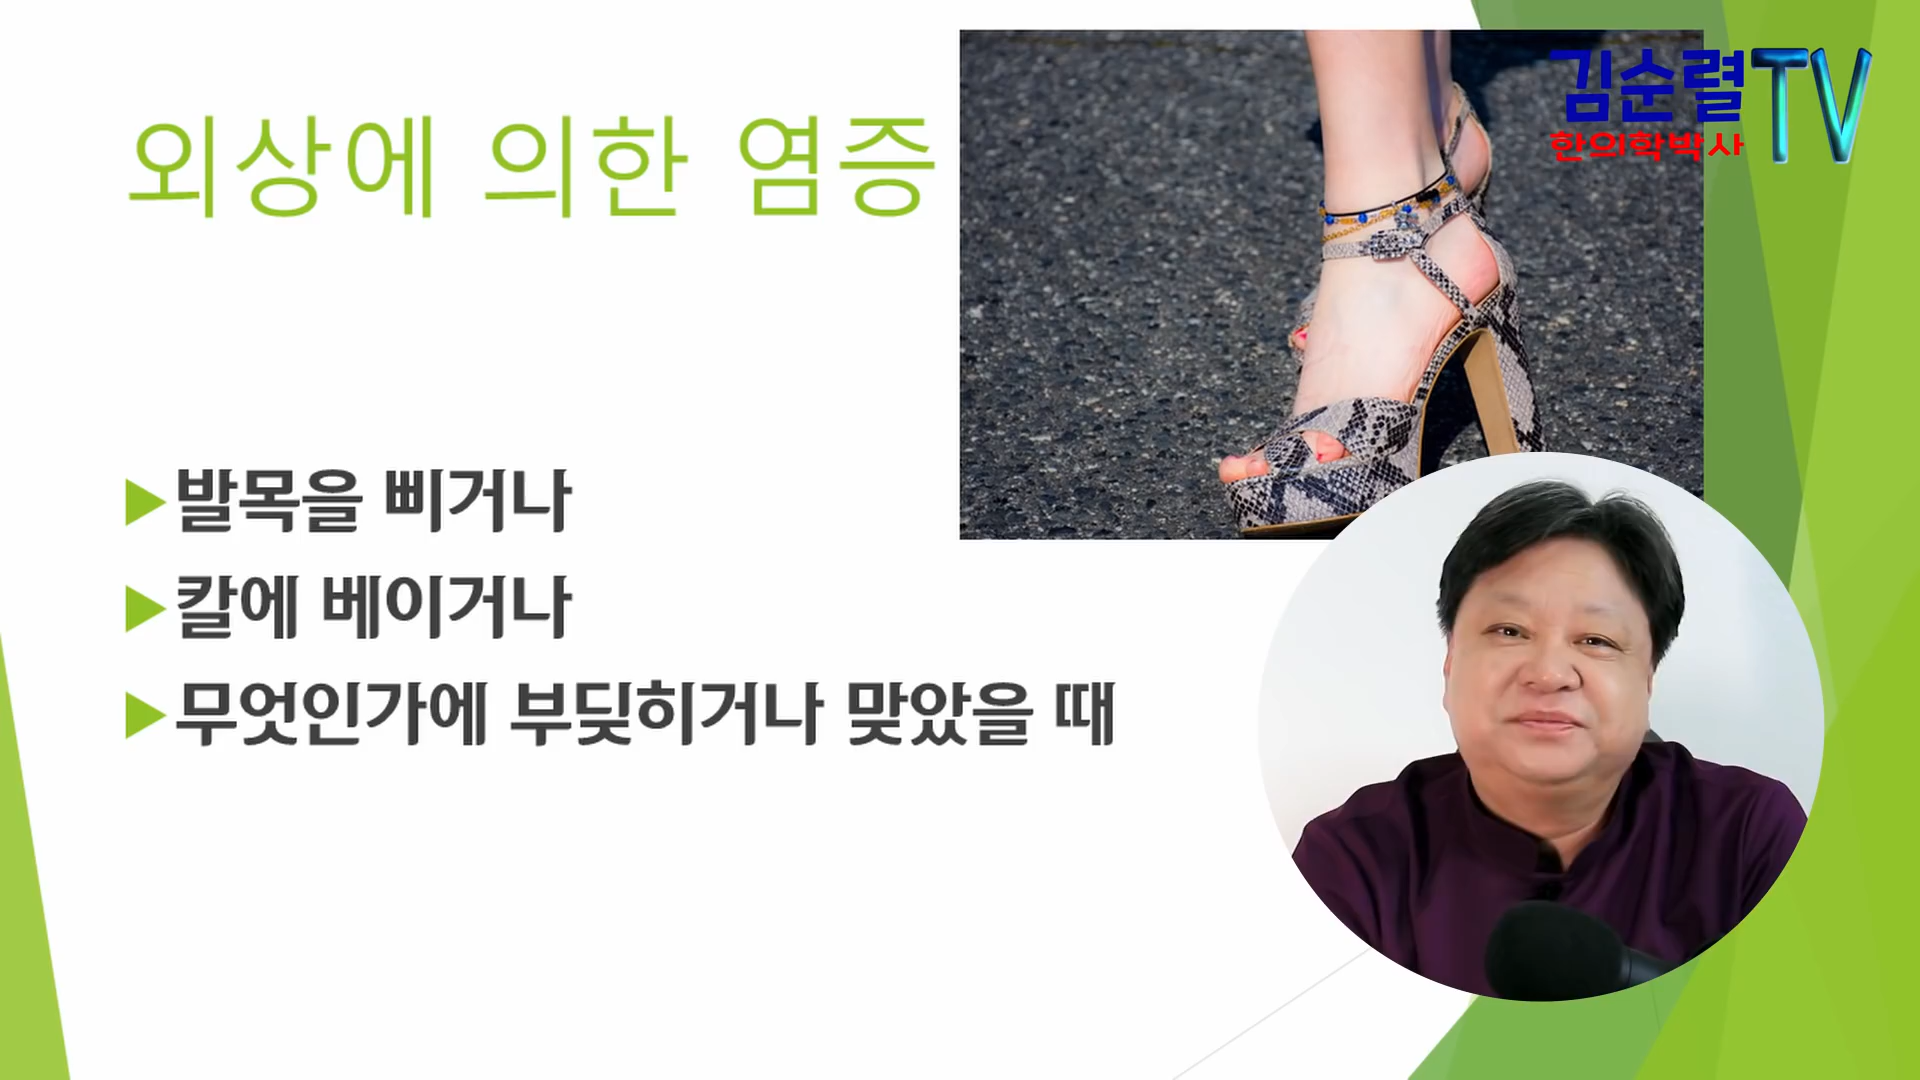 외상에 의한 염증
김순렬TV
한의학박사
발목을 삐거나
칼에 베이거나
무엇인가에 부딪히거나 맞았을 때